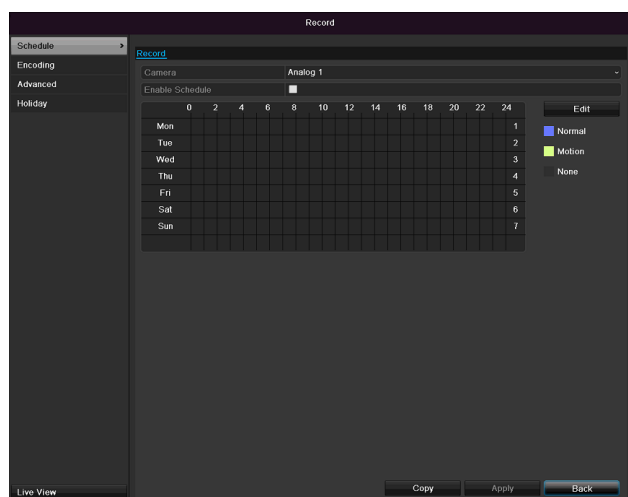 Record
Schedule
Encoding
Advanced
Holiday
Live View
Record
Camera Analog 1
Enable Schedule
0 2 4 6 8 10 12 14 16 18 20 22 24
Mon 1
Tue 2
Wed 3
Thu 4
Fri 5
Sat 6
Sun 7
Edit
Normal
Motion
None
Copy Apply Back